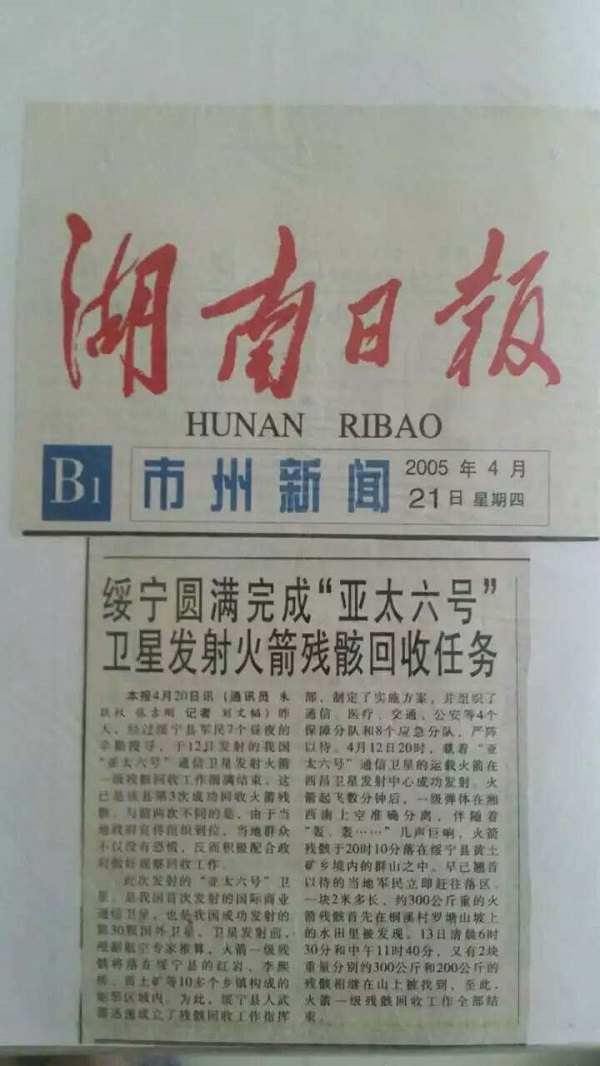 湖南日报
HUNAN RIBAO
B1
市州新闻
2005 年 4 月
21日 星期四
绥宁圆满完成“亚太六号”
卫星发射火箭残骸回收任务
本报4月20日讯（通讯员
记者 刘文韬）昨
天，经过绥宁县军民7个昼夜的
辛勤搜寻，于12日发射的我国
“亚太六号”通信卫星发射火箭
一级残骸回收工作圆满结束。这
已是该县第3次成功回收火箭残
骸。与前两次不同的是，由于当
地政府宣传组织到位，当地群众
不仅没有恐慌，反而积极配合政
府做好观察回收工作。
此次发射的“亚太六号”卫
星，是我国首次发射的国际商业
通信卫星，也是我国成功发射的
第30颗国外卫星。卫星发射前，
根据航空专家推算，火箭一级残
骸将落在绥宁县的红岩、李熙
桥、黄土矿等10多个乡镇构成的
矩形区域内。为此，绥宁县人武
部迅速成立了残骸回收工作指挥
部，制定了实施方案，并组织了
通信、医疗、交通、公安等4个
保障分队和8个应急分队，严阵
以待。4月12日20时，载着“亚
太六号”通信卫星的运载火箭在
西昌卫星发射中心成功发射。火
箭起飞数分钟后，一级弹体在湘
西南上空准确分离，伴随着
“轰、轰……”几声巨响，火箭
残骸于20时10分落在绥宁县黄土
矿乡境内的群山之中。早已翘首
以待的当地军民立即赶往落区。
一块2米多长、约300公斤重的火
箭残骸首先在桐溪村罗塘山坡上
的水田里被发现。13日清晨6时
30分和中午11时40分，又有2块
重量分别约300公斤和200公斤的
残骸相继在山上被找到，至此，
火箭一级残骸回收工作全部结
束。